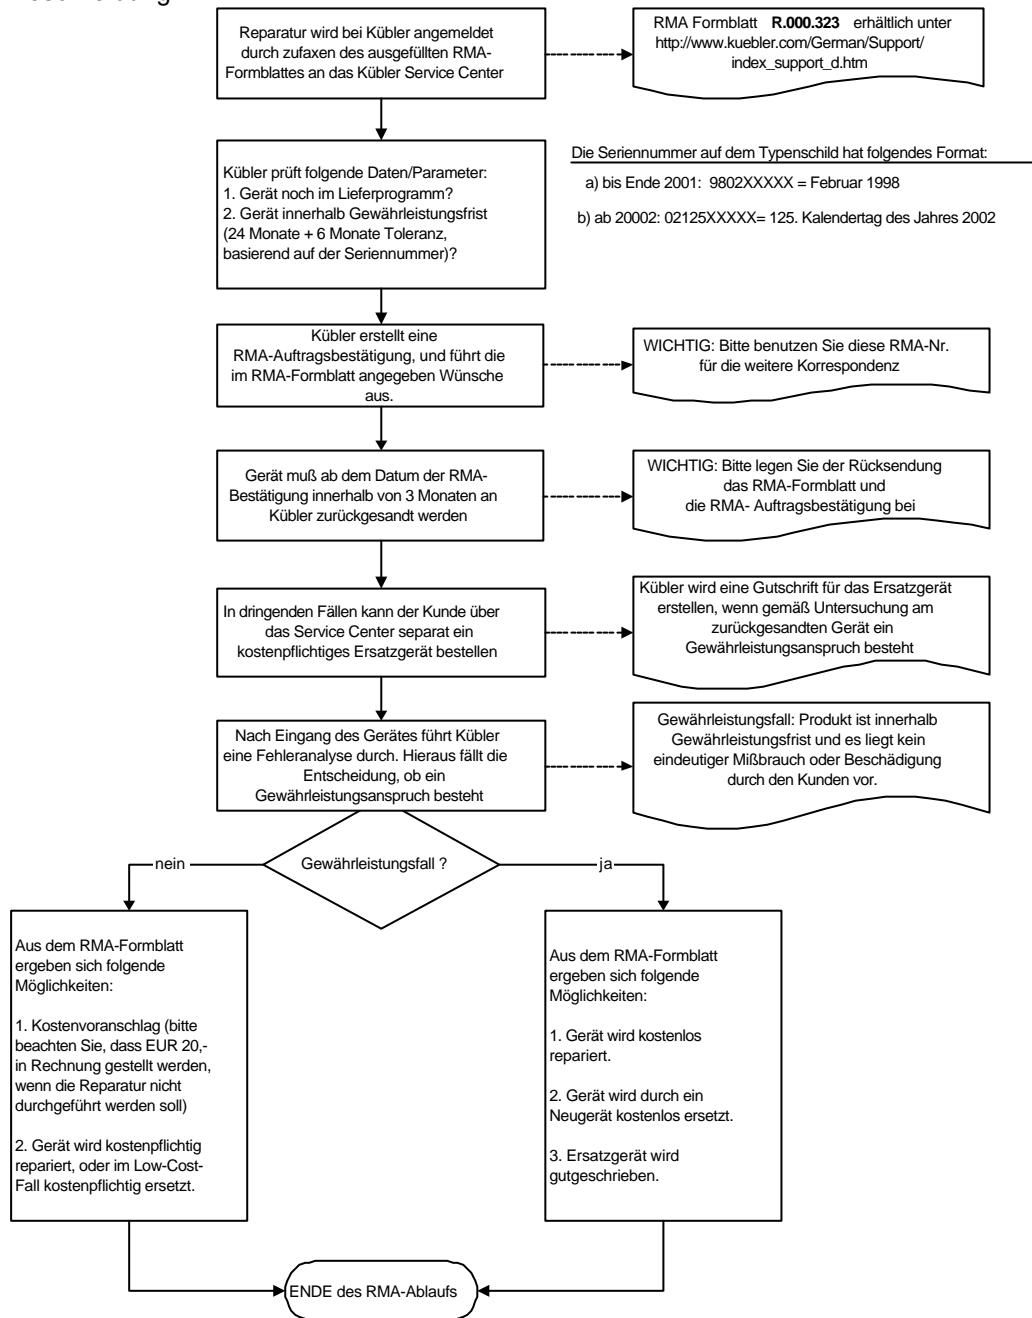 Reparatur wird bei Kübler angemeldet
durch zufaxen des ausgefüllten RMA-
Formblattes an das Kübler Service Center
RMA Formblatt R.000.323 erhältlich unter
http://www.kuebler.com/German/Support/
index_support_d.htm
Kübler prüft folgende Daten/Parameter:
1. Gerät noch im Lieferprogramm?
2. Gerät innerhalb Gewährleistungsfrist
(24 Monate + 6 Monate Toleranz,
basierend auf der Seriennummer)?
Die Seriennummer auf dem Typenschild hat folgendes Format:
a) bis Ende 2001: 9802XXXXX = Februar 1998
b) ab 20002: 02125XXXXX= 125. Kalendertag des Jahres 2002
Kübler erstellt eine
RMA-Auftragsbestätigung, und führt die
im RMA-Formblatt angegeben Wünsche
aus.
WICHTIG: Bitte benutzen Sie diese RMA-Nr.
für die weitere Korrespondenz
Gerät muß ab dem Datum der RMA-
Bestätigung innerhalb von 3 Monaten an
Kübler zurückgesandt werden
WICHTIG: Bitte legen Sie der Rücksendung
das RMA-Formblatt und
die RMA- Auftragsbestätigung bei
In dringenden Fällen kann der Kunde über
das Service Center separat ein
kostenpflichtiges Ersatzgerät bestellen
Kübler wird eine Gutschrift für das Ersatzgerät
erstellen, wenn gemäß Untersuchung am
zurückgesandten Gerät ein
Gewährleistungsanspruch besteht
Nach Eingang des Gerätes führt Kübler
eine Fehleranalyse durch. Hieraus fällt die
Entscheidung, ob ein
Gewährleistungsanspruch besteht
Gewährleistungsfall: Produkt ist innerhalb
Gewährleistungsfrist und es liegt kein
eindeutiger Mißbrauch oder Beschädigung
durch den Kunden vor.
nein
Gewährleistungsfall ?
ja
Aus dem RMA-Formblatt
ergeben sich folgende
Möglichkeiten:
1. Kostenvoranschlag (bitte
beachten Sie, dass EUR 20,-
in Rechnung gestellt werden,
wenn die Reparatur nicht
durchgeführt werden soll)
2. Gerät wird kostenpflichtig
repariert, oder im Low-Cost-
Fall kostenpflichtig ersetzt.
Aus dem RMA-Formblatt
ergeben sich folgende
Möglichkeiten:
1. Gerät wird kostenlos
repariert.
2. Gerät wird durch ein
Neugerät kostenlos ersetzt.
3. Ersatzgerät wird
gutgeschrieben.
ENDE des RMA-Ablaufs